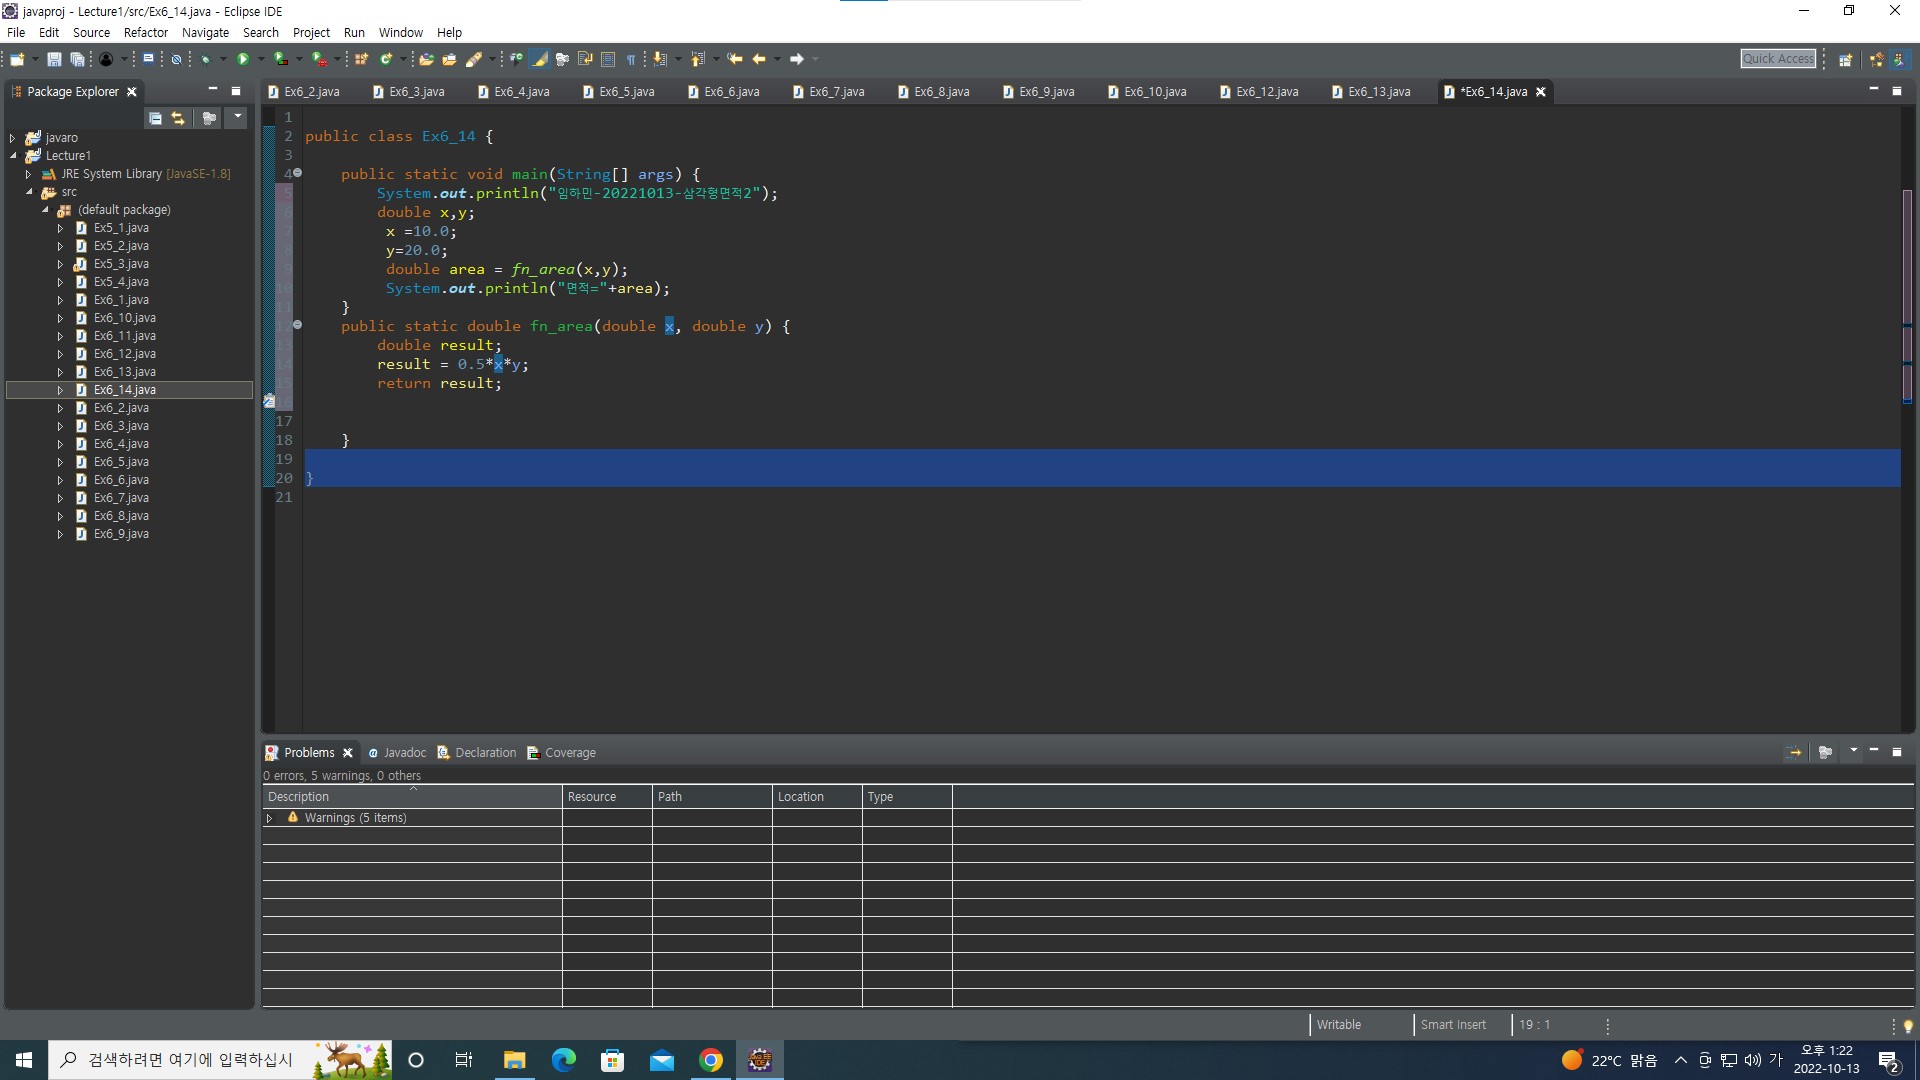 javaproj - Lecture1/src/Ex6_14.java - Eclipse IDE
File Edit Source Refactor Navigate Search Project Run Window Help
Quick Access
Package Explorer
Ex6_2.java Ex6_3.java Ex6_4.java Ex6_5.java Ex6_6.java Ex6_7.java Ex6_8.java Ex6_9.java Ex6_10.java Ex6_12.java Ex6_13.java *Ex6_14.java
javaro
Lecture1
JRE System Library [JavaSE-1.8]
src
(default package)
Ex5_1.java
Ex5_2.java
Ex5_3.java
Ex5_4.java
Ex6_1.java
Ex6_10.java
Ex6_11.java
Ex6_12.java
Ex6_13.java
Ex6_14.java
Ex6_2.java
Ex6_3.java
Ex6_4.java
Ex6_5.java
Ex6_6.java
Ex6_7.java
Ex6_8.java
Ex6_9.java
1
2 public class Ex6_14 {
3
4 public static void main(String[] args) {
5 System.out.println("임하민-20221013-삼각형면적2");
6 double x,y;
7 x =10.0;
8 y=20.0;
9 double area = fn_area(x,y);
10 System.out.println("면적="+area);
11 }
12 public static double fn_area(double x, double y) {
13 double result;
14 result = 0.5*x*y;
15 return result;
16
17
18 }
19
20 }
21
Problems Javadoc Declaration Coverage
0 errors, 5 warnings, 0 others
Description Resource Path Location Type
Warnings (5 items)
Writable Smart Insert 19 : 1
검색하려면 여기에 입력하십시
22°C 맑음 가 오후 1:22
2022-10-13
2